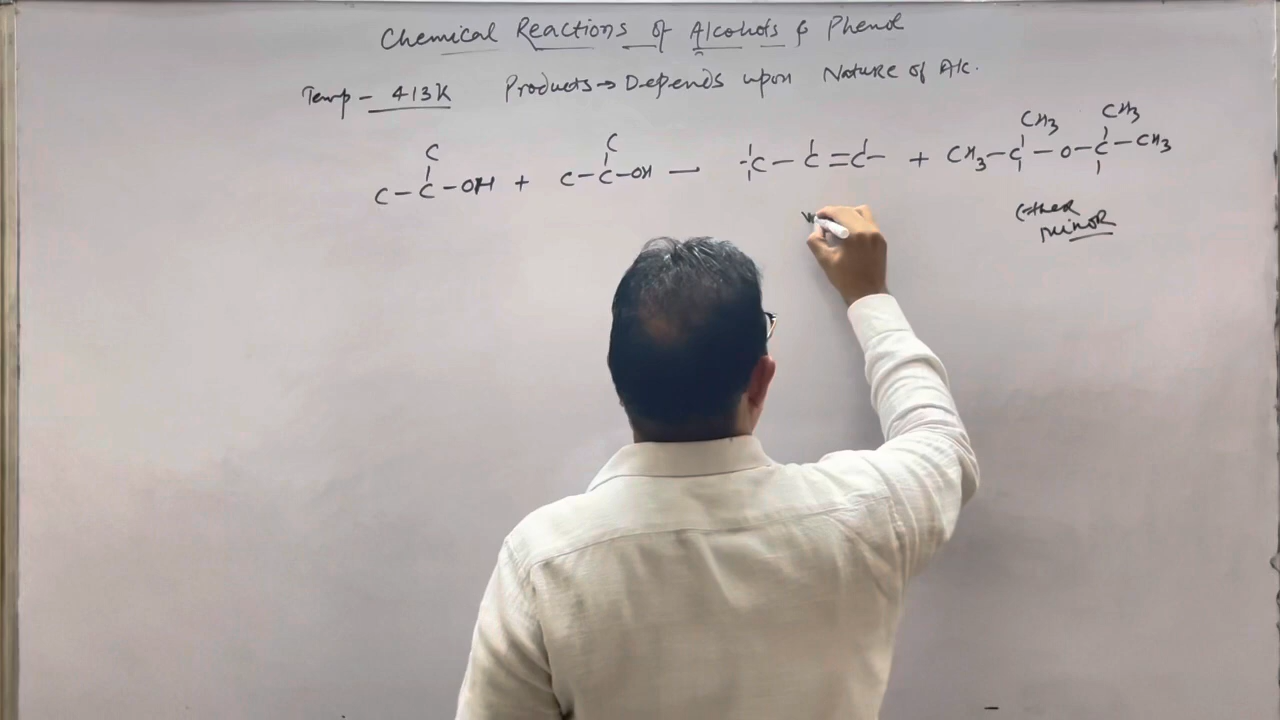 Chemical Reactions of Alcohols & Phenol
Temp - 413K Products → Depends upon Nature of Alc.
CH3 CH3
C C
C - C - OH + C - C - OH — - C - C = C - + CH3 - C - O - C - CH3
Ether
minor